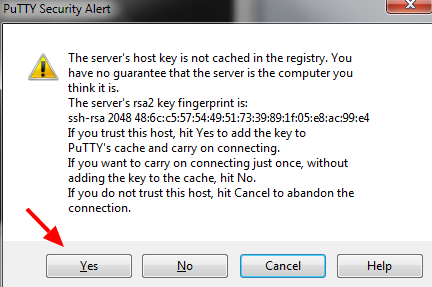 PuTTY Security Alert
The server's host key is not cached in the registry. You
have no guarantee that the server is the computer you
think it is.
The server's rsa2 key fingerprint is:
ssh-rsa 2048 48:6c:c5:57:54:49:51:73:39:89:1f:05:e8:ac:99:e4
If you trust this host, hit Yes to add the key to
PuTTY's cache and carry on connecting.
If you want to carry on connecting just once, without
adding the key to the cache, hit No.
If you do not trust this host, hit Cancel to abandon the
connection.
Yes No Cancel Help